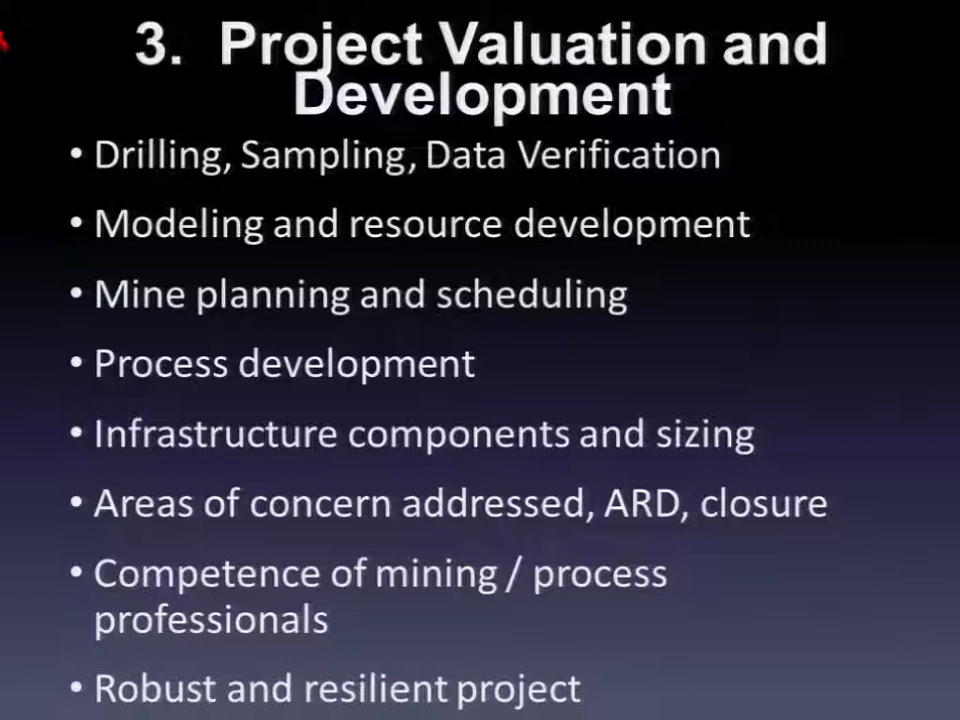 3. Project Valuation and
Development
• Drilling, Sampling, Data Verification
• Modeling and resource development
• Mine planning and scheduling
• Process development
• Infrastructure components and sizing
• Areas of concern addressed, ARD, closure
• Competence of mining / process
professionals
• Robust and resilient project